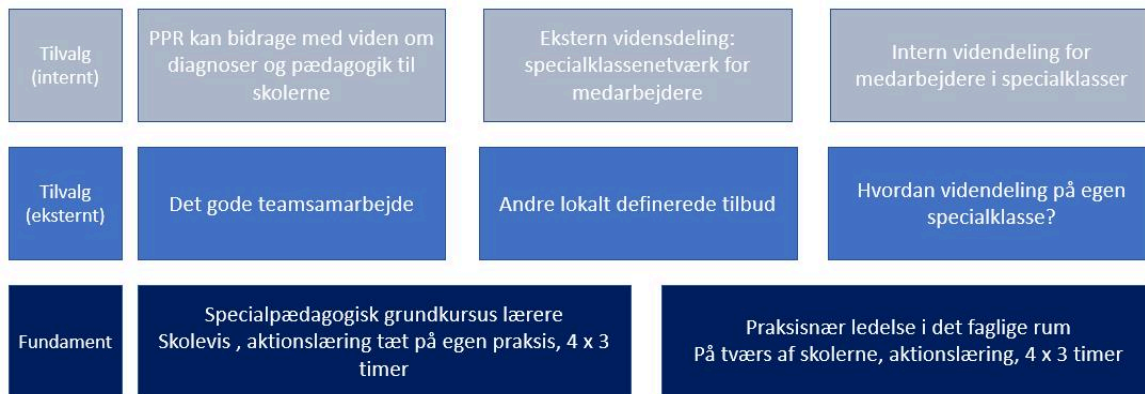 Tilvalg
(internt)
PPR kan bidrage med viden om
diagnoser og pædagogik til
skolerne
Ekstern vidensdeling:
specialklassenetværk for
medarbejdere
Intern videndeling for
medarbejdere i specialklasser
Tilvalg
(eksternt)
Det gode teamsamarbejde
Andre lokalt definerede tilbud
Hvordan videndeling på egen
specialklasse?
Fundament
Specialpædagogisk grundkursus lærere
Skolevis , aktionslæring tæt på egen praksis, 4 x 3
timer
Praksisnær ledelse i det faglige rum
På tværs af skolerne, aktionslæring, 4 x 3 timer